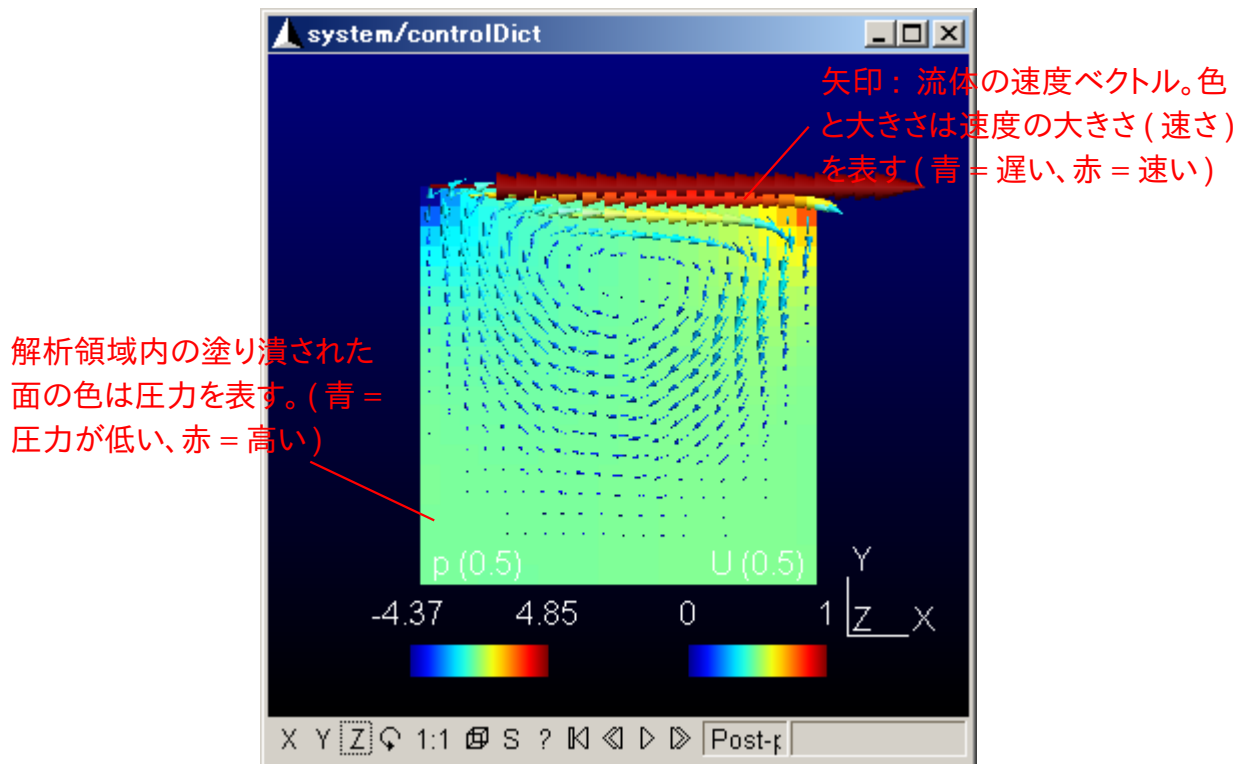 system/controlDict
矢印： 流体の速度ベクトル。色
と大きさは速度の大きさ ( 速さ )
を表す ( 青 = 遅い、赤 = 速い )
解析領域内の塗り潰された
面の色は圧力を表す。( 青 =
圧力が低い、赤 = 高い )
p (0.5) U (0.5)
-4.37 4.85 0 1
Y
Z X
X Y Z 1:1 S ? Post-p